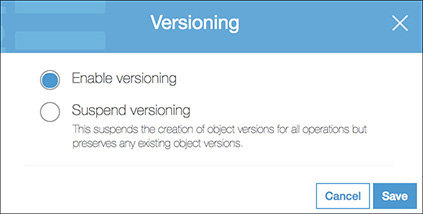 Versioning
Enable versioning
Suspend versioning
This suspends the creation of object versions for all operations but
preserves any existing object versions.
Cancel
Save